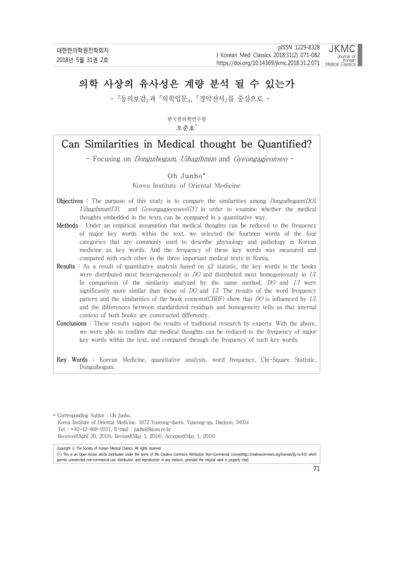 대한한의학원전학회지
2018년 5월 31권 2호
pISSN 1229-8328
J Korean Med Classics 2018:31(2) 071-082
https://doi.org/10.14369/jkmc.2018.31.2.071
JKMC
Journal of
Korean
Medical Classics
의학 사상의 유사성은 계량 분석 될 수 있는가
- 『동의보감』과 『의학입문』, 『경악전서』를 중심으로 -
한국한의학연구원
오준호*
Can Similarities in Medical thought be Quantified?
- Focusing on Donguibogam, Uihagibmun and Gyeongagjeonseo -
Oh Junho*
Korea Institute of Oriental Medicine
Objectives : The purpose of this study is to compare the similarities among Donguibogam(DO),
Uihagibmun(UI), and Gyeongagjeonseo(GY) in order to examine whether the medical
thoughts embedded in the texts can be compared in a quantitative way.
Methods : Under an empirical assumption that medical thoughts can be reduced to the frequency
of major key words within the text, we selected the fourteen words of the four
categories that are commonly used to describe physiology and pathology in Korean
medicine as key words. And the frequency of these key words was measured and
compared with each other in the three important medical texts in Korea.
Results : As a result of quantitative analysis based on χ2 statistic, the key words in the books
were distributed most heterogeneously in DO and distributed most homogeneously in UI.
In comparison of the similarity analyzed by the same method, DO and UI were
significantly more similar than those of DO and UI. The results of the word frequency
pattern and the similarities of the book contents(CBDF) show that DO is influenced by UI,
and the differences between standardized residuals and homogeneity tells us that internal
context of both books are constructed differently.
Conclusions : These results support the results of traditional research by experts. With the above,
we were able to confirm that medical thoughts can be reduced to the frequency of major
key words within the text, and compared through the frequency of such key words.
Key Words : Korean Medicine, quantitative analysis, word frequency, Chi-Square Statistic,
Donguibogam.
* Corresponding Author : Oh Junho.
Korea Institute of Oriental Medicine, 1672 Yuseong-daero, Yuseong-gu, Daejeon, 34054
Tel : +82-42-868-9317, E-mail : junho@kiom.re.kr
Received(April 20, 2018), Revised(May 1, 2018), Accepted(May 1, 2018)
Copyright ⓒ The Society of Korean Medical Classics. All rights reserved.
This is an Open-Access article distributed under the terms of the Creative Commons Attribution Non-Commercial License(http://creativecommons.org/licenses/by-nc/4.0) which
permits unrestricted non-commercial use, distribution, and reproduction in any medium, provided the original work is properly cited.
71